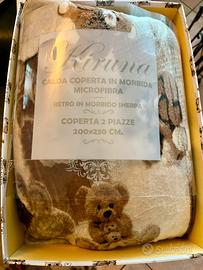 Kiruna
CALDA COPERTA IN MORBIDA
MICROFIBRA
RETRO IN MORBIDO SHERPA
COPERTA 2 PIAZZE
200x250 CM.